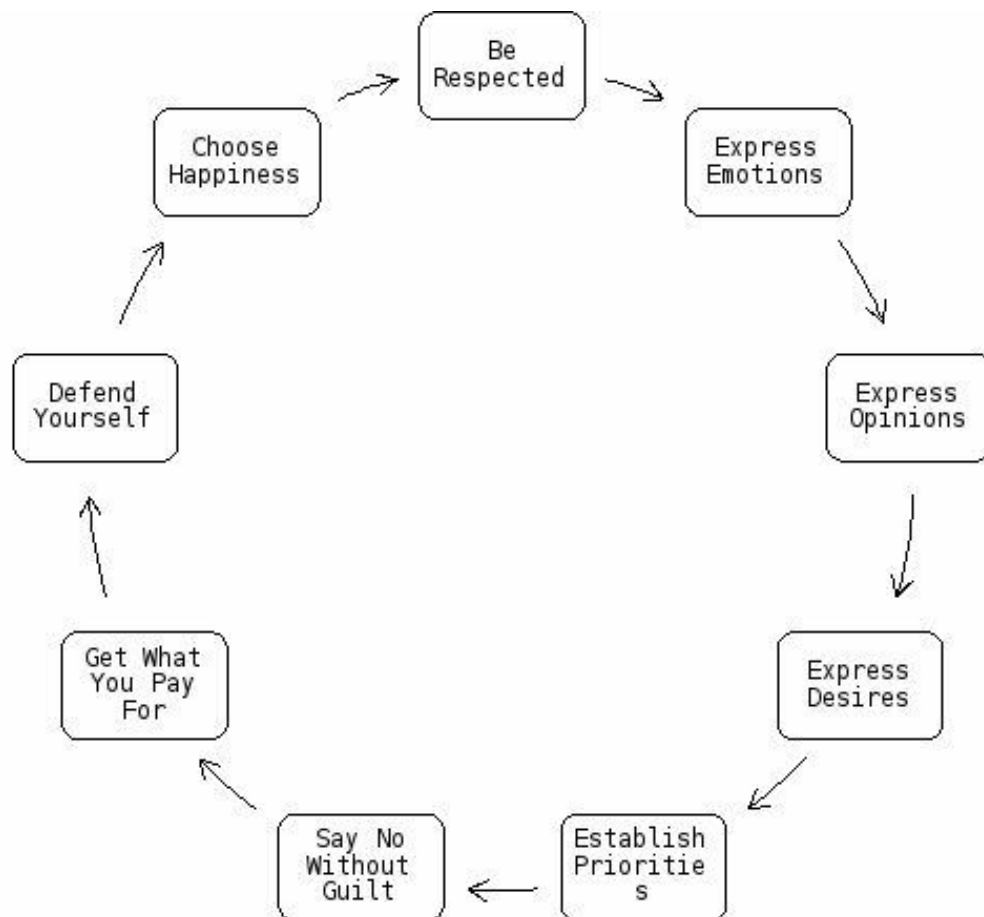 Be
Respected
Express
Emotions
Express
Opinions
Express
Desires
Establish
Prioritie
s
Say No
Without
Guilt
Get What
You Pay
For
Defend
Yourself
Choose
Happiness